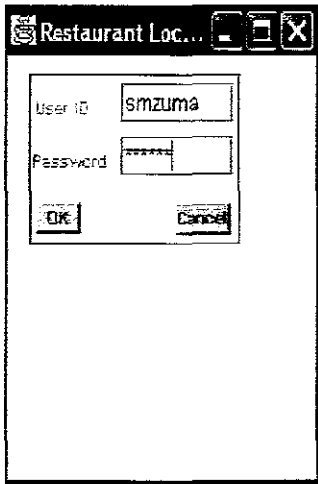 Restaurant Loc...
User ID smzuma
Password ******
OK Cancel